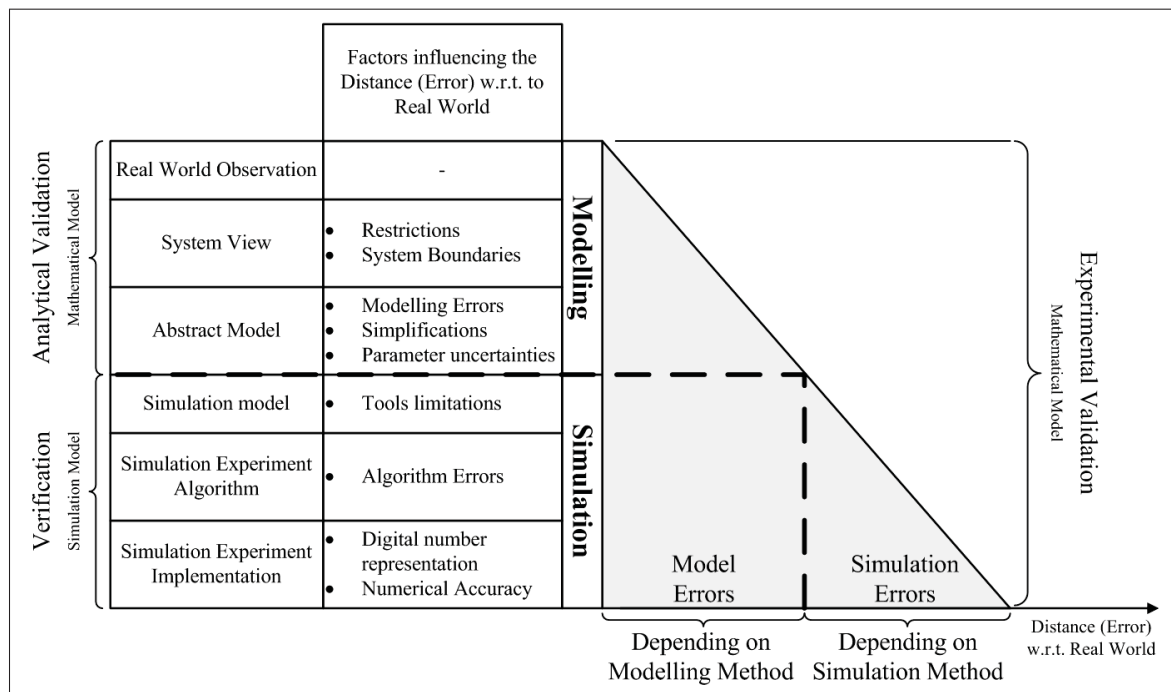 Factors influencing the
Distance (Error) w.r.t. to
Real World
Analytical Validation
Mathematical Model
Real World Observation
-
System View
• Restrictions
• System Boundaries
Abstract Model
• Modelling Errors
• Simplifications
• Parameter uncertainties
Modelling
Verification
Simulation Model
Simulation model
• Tools limitations
Simulation Experiment
Algorithm
• Algorithm Errors
Simulation Experiment
Implementation
• Digital number
representation
• Numerical Accuracy
Simulation
Model
Errors
Simulation
Errors
Depending on
Modelling Method
Depending on
Simulation Method
Experimental Validation
Mathematical Model
Distance (Error)
w.r.t. Real World